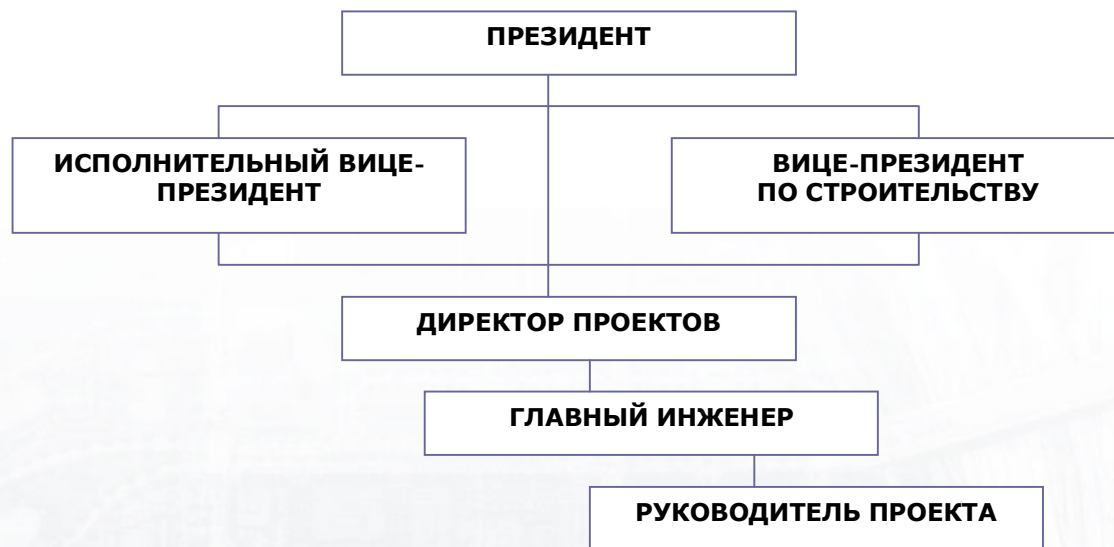 ПРЕЗИДЕНТ
ИСПОЛНИТЕЛЬНЫЙ ВИЦЕ-
ПРЕЗИДЕНТ
ВИЦЕ-ПРЕЗИДЕНТ
ПО СТРОИТЕЛЬСТВУ
ДИРЕКТОР ПРОЕКТОВ
ГЛАВНЫЙ ИНЖЕНЕР
РУКОВОДИТЕЛЬ ПРОЕКТА